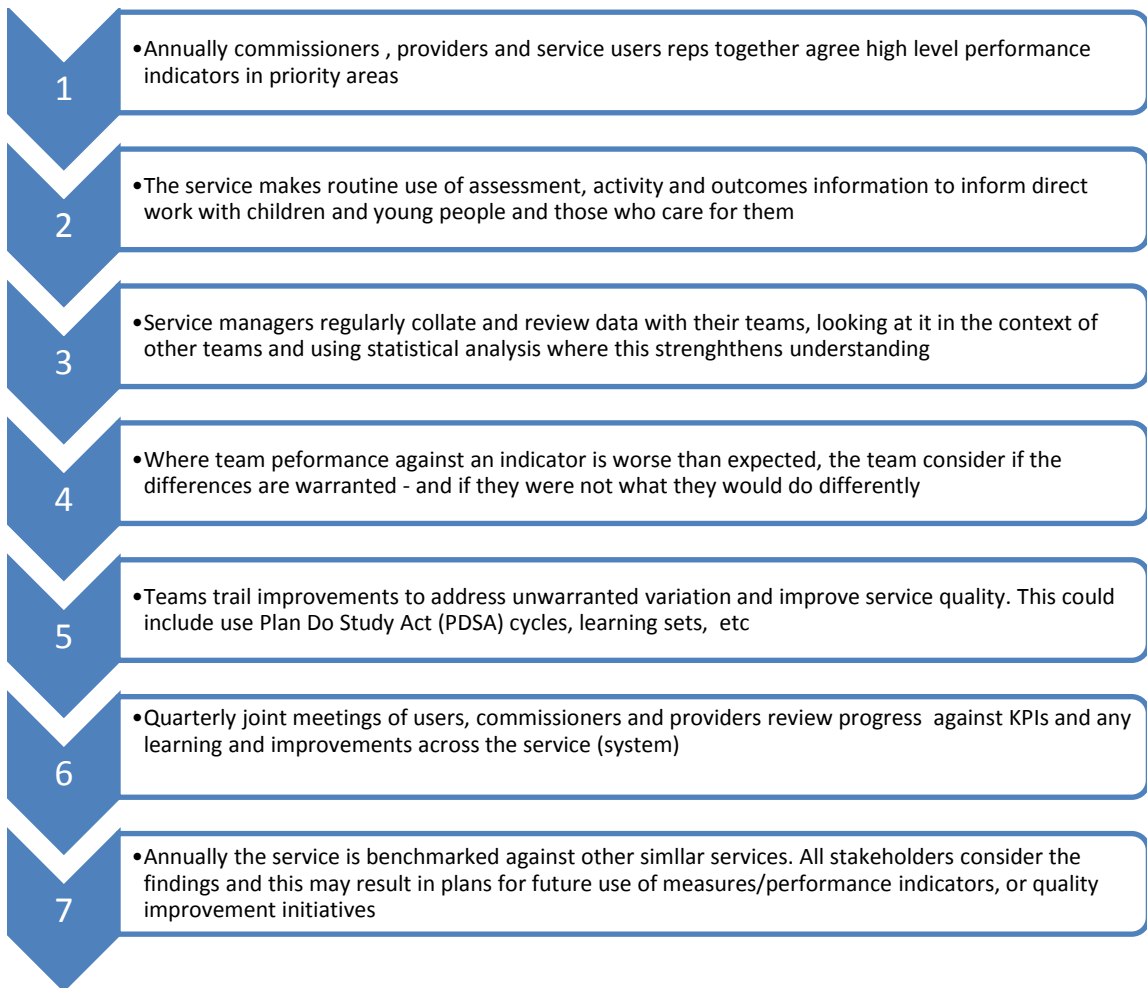 1
•Annually commissioners , providers and service users reps together agree high level performance
indicators in priority areas
2
•The service makes routine use of assessment, activity and outcomes information to inform direct
work with children and young people and those who care for them
3
•Service managers regularly collate and review data with their teams, looking at it in the context of
other teams and using statistical analysis where this strenghthens understanding
4
•Where team peformance against an indicator is worse than expected, the team consider if the
differences are warranted - and if they were not what they would do differently
5
•Teams trail improvements to address unwarranted variation and improve service quality. This could
include use Plan Do Study Act (PDSA) cycles, learning sets,  etc
6
•Quarterly joint meetings of users, commissioners and providers review progress  against KPIs and any
learning and improvements across the service (system)
7
•Annually the service is benchmarked against other simllar services. All stakeholders consider the
findings and this may result in plans for future use of measures/performance indicators, or quality
improvement initiatives